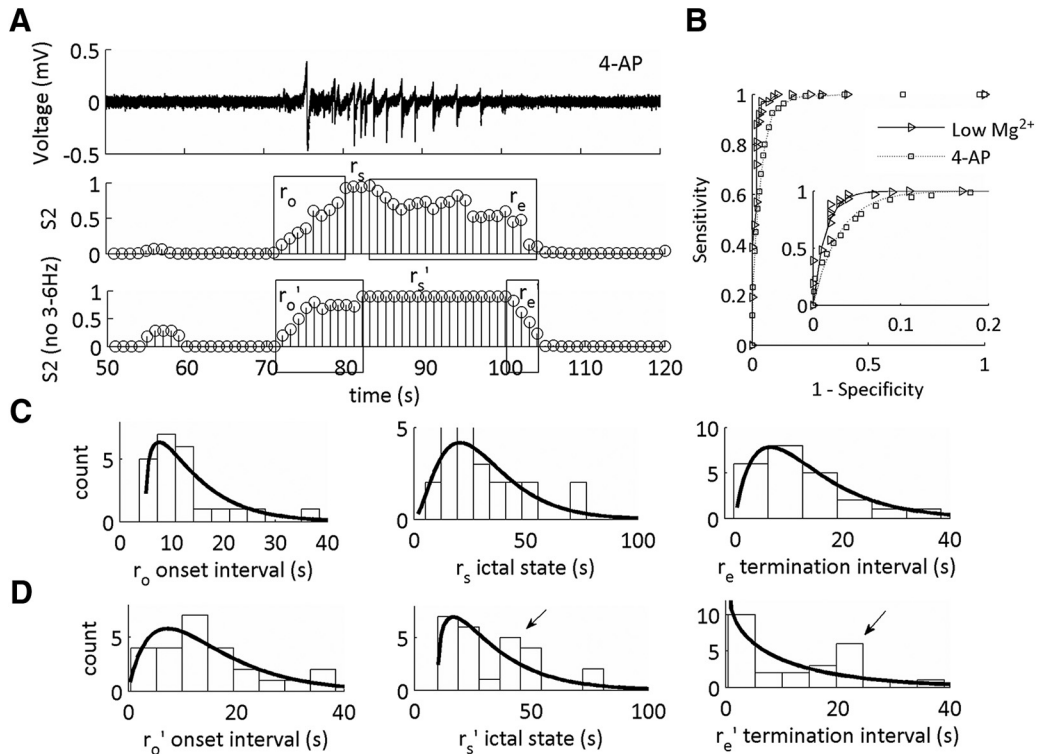 A
4-AP
Voltage (mV)
0.5
0
-0.5
S2
1
0.5
0
r_o
r_s
r_e
S2 (no 3-6Hz)
1
0.5
0
r_o'
r_s'
r_e'
50 60 70 80 90 100 110 120
time (s)
B
Sensitivity
1
0.8
0.6
0.4
0.2
0
Low Mg²⁺
4-AP
1
0.5
0
0 0.1 0.2
0 0.5 1
1 - Specificity
C
count
5
0
0 10 20 30 40
r_o onset interval (s)
5
0
0 50 100
r_s ictal state (s)
10
5
0
0 20 40
r_e termination interval (s)
D
count
5
0
0 20 40
r_o' onset interval (s)
5
0
0 50 100
r_s' ictal state (s)
10
5
0
0 20 40
r_e' termination interval (s)